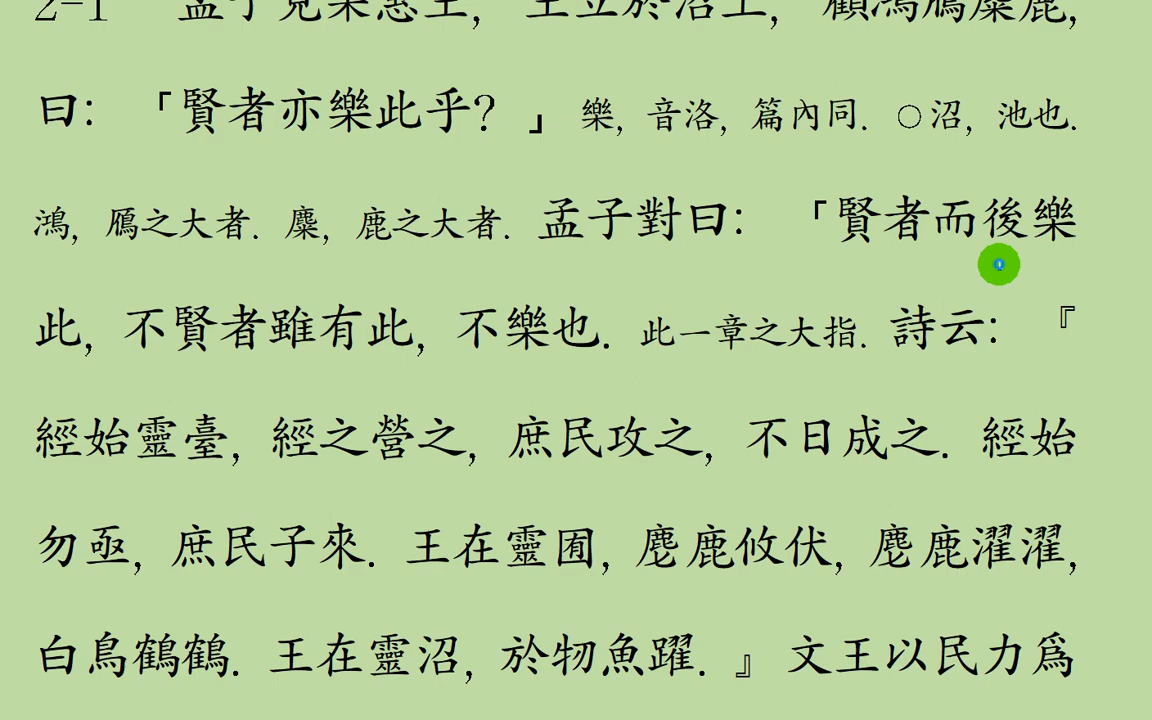 2-1 孟子見梁惠王, 王立於沼上, 顧鴻鴈麋鹿,
曰: 「賢者亦樂此乎? 」 樂, 音洛, 篇內同. ○沼, 池也.
鴻, 鴈之大者. 麋, 鹿之大者. 孟子對曰: 「賢者而後樂
此, 不賢者雖有此, 不樂也. 此一章之大指. 詩云: 『
經始靈臺, 經之營之, 庶民攻之, 不日成之. 經始
勿亟, 庶民子來. 王在靈囿, 麀鹿攸伏, 麀鹿濯濯,
白鳥鶴鶴. 王在靈沼, 於牣魚躍. 』 文王以民力爲